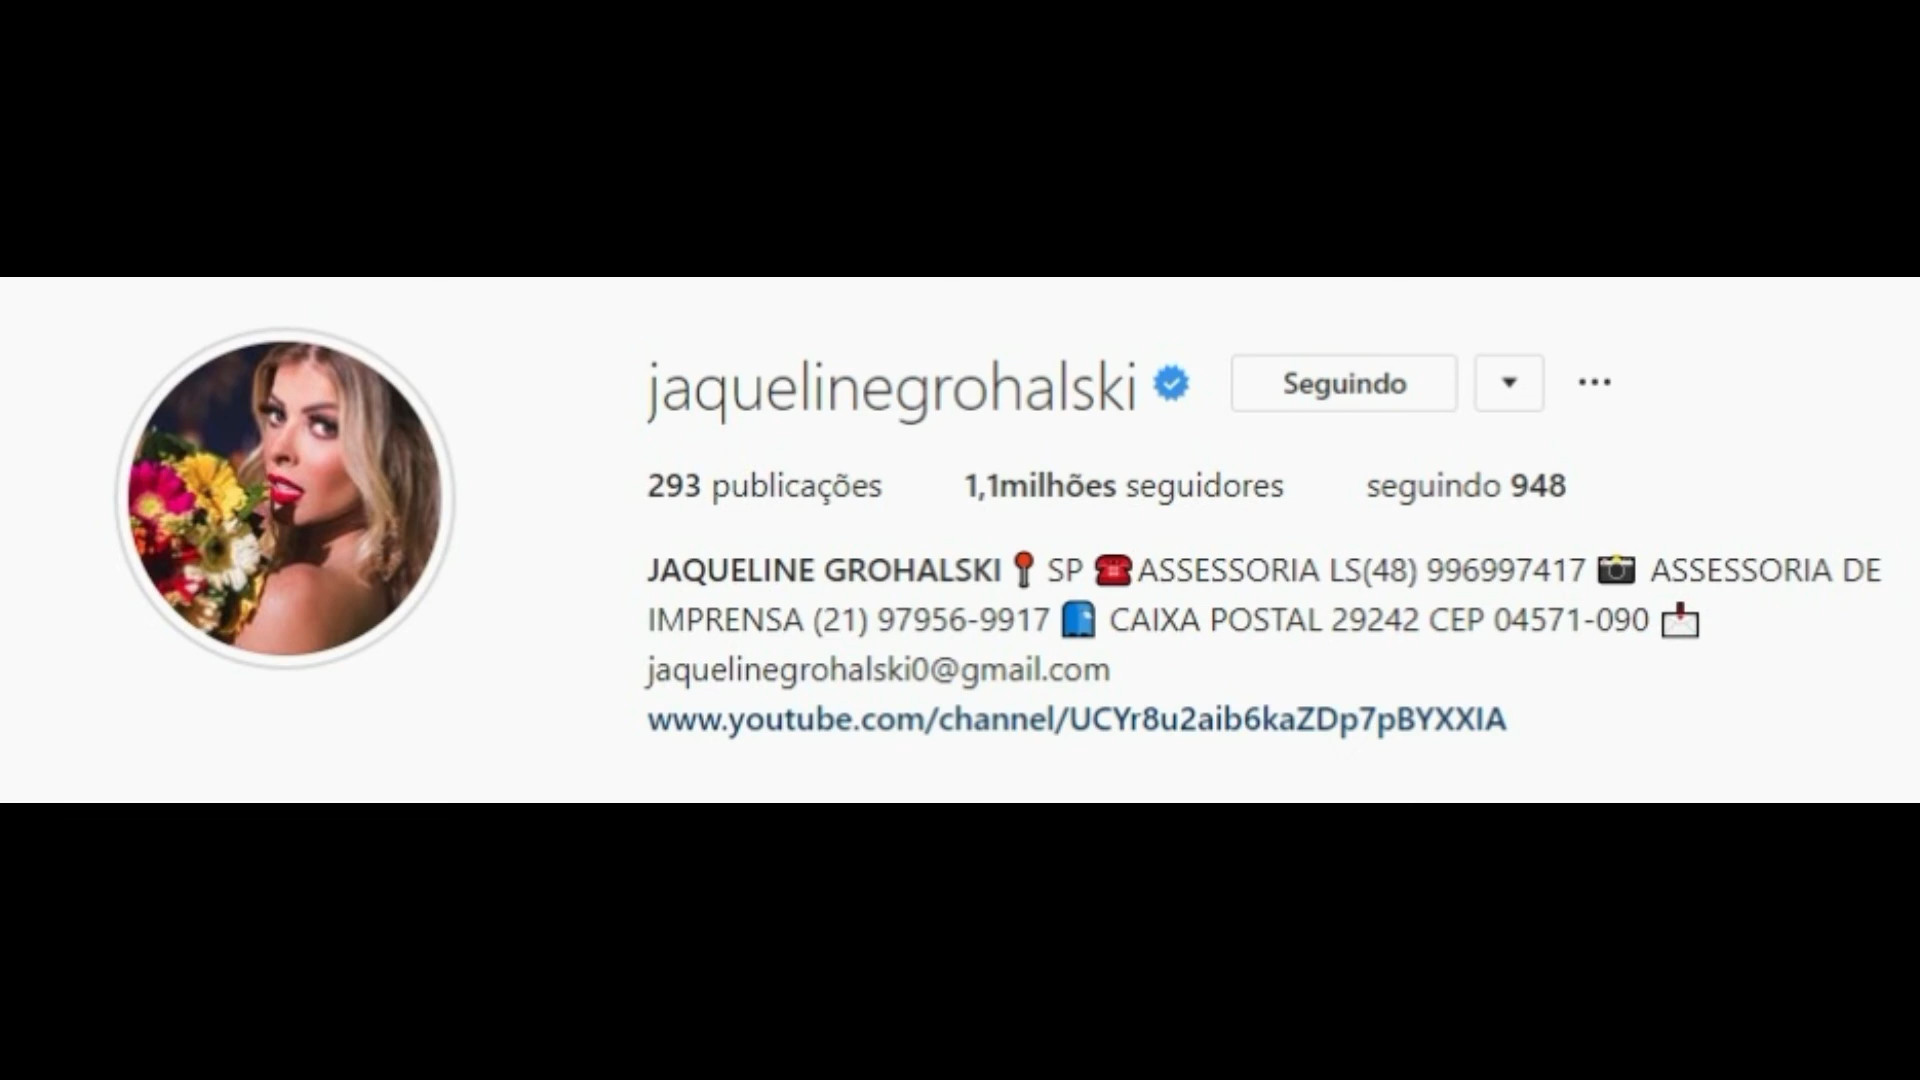 jaquelinegrohalski Seguindo
293 publicações 1,1milhões seguidores seguindo 948
JAQUELINE GROHALSKI SP ASSESSORIA LS(48) 996997417 ASSESSORIA DE
IMPRENSA (21) 97956-9917 CAIXA POSTAL 29242 CEP 04571-090
jaquelinegrohalski0@gmail.com
www.youtube.com/channel/UCYr8u2aib6kaZDp7pBYXXIA